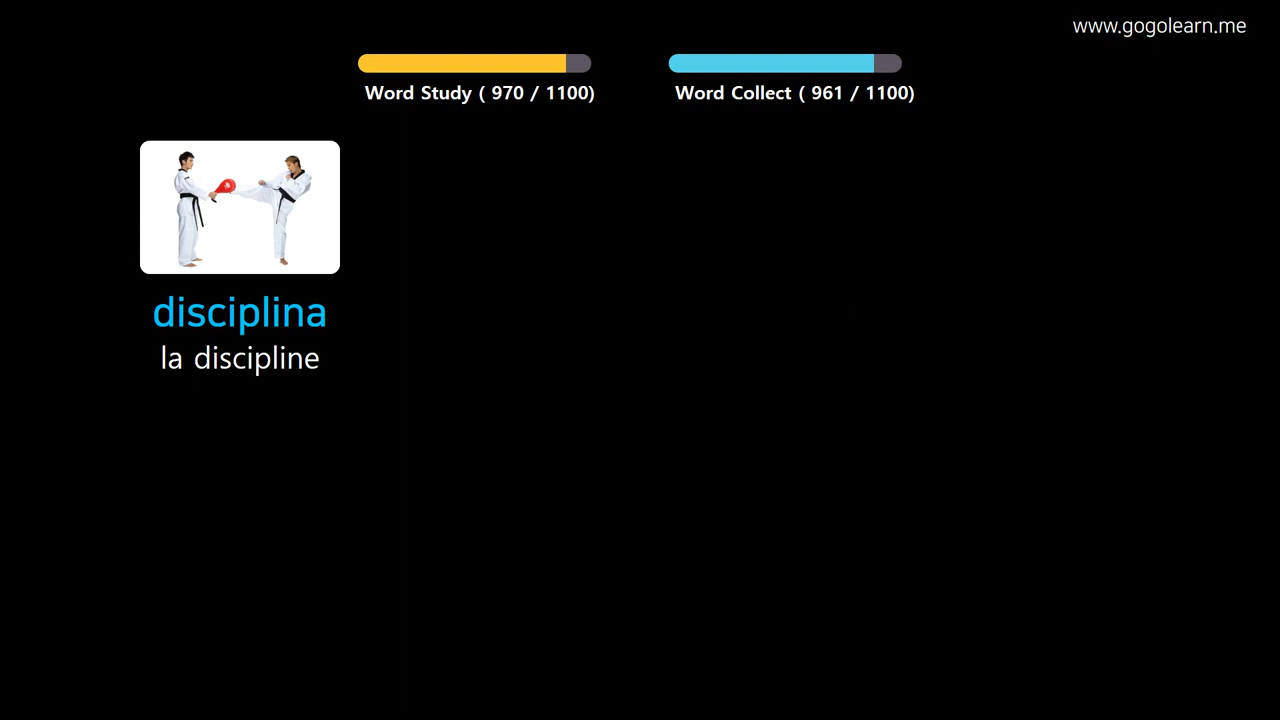 www.gogolearn.me
Word Study ( 970 / 1100)
Word Collect ( 961 / 1100)
disciplina
la discipline